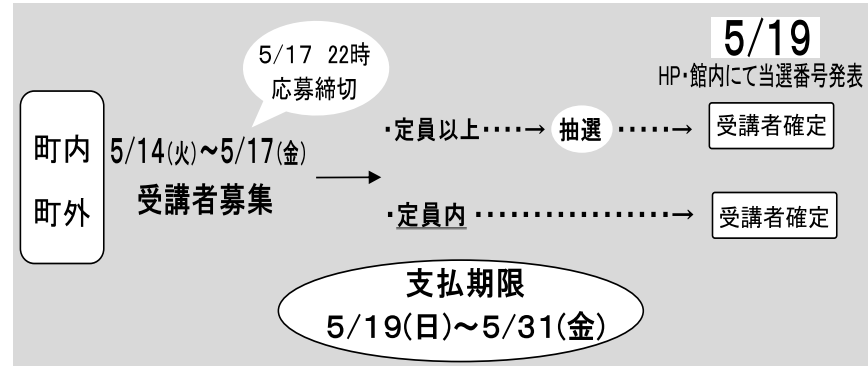 5/17 22時
応募締切
5/19
HP・館内にて当選番号発表
町内
町外
5/14(火)～5/17(金)
受講者募集
・定員以上････→ 抽選 ･････→ 受講者確定
・定員内･････････････････→ 受講者確定
支払期限
5/19(日)～5/31(金)